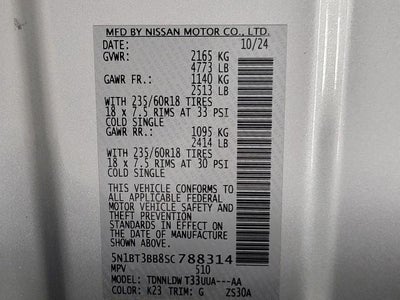 MFD BY NISSAN MOTOR CO., LTD.
DATE: 10/24
GVWR: 2165 KG
4773 LB
GAWR FR.: 1140 KG
2513 LB
WITH 235/60R18 TIRES
18 x 7.5 RIMS AT 33 PSI
COLD SINGLE
GAWR RR.: 1095 KG
2414 LB
WITH 235/60R18 TIRES
18 x 7.5 RIMS AT 30 PSI
COLD SINGLE
THIS VEHICLE CONFORMS TO
ALL APPLICABLE FEDERAL
MOTOR VEHICLE SAFETY AND
THEFT PREVENTION
STANDARDS IN EFFECT ON
THE DATE OF MANUFACTURE
SHOWN ABOVE.
5N1BT3BB8SC788314
MPV 510
MODEL: TDNNLDW T33UUA---AA
COLOR: K23 TRIM: G ZS30A